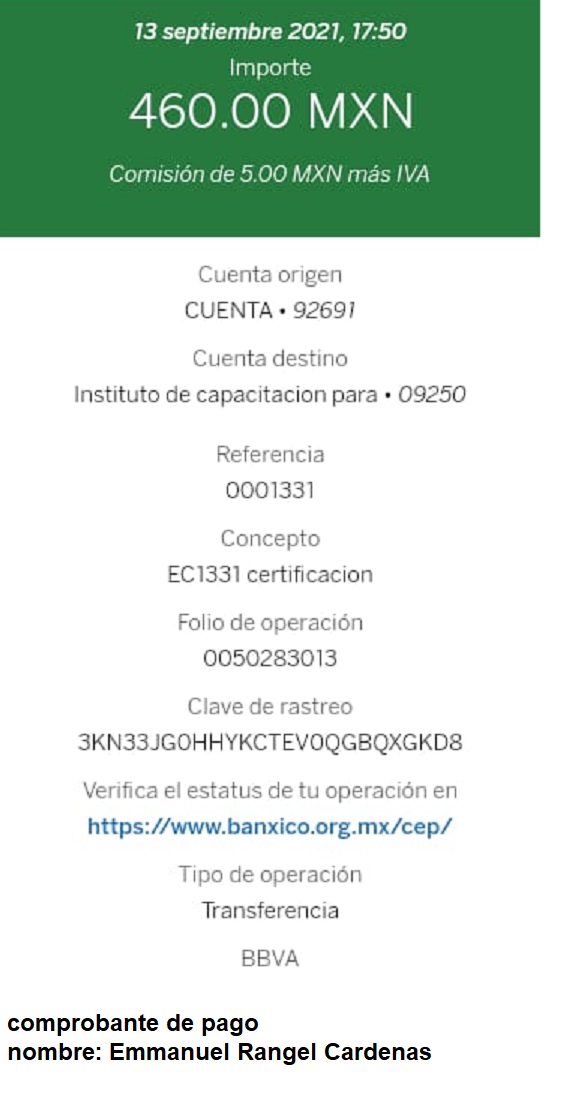 13 septiembre 2021, 17:50
Importe
460.00 MXN
Comisión de 5.00 MXN más IVA
Cuenta origen
CUENTA • 92691
Cuenta destino
Instituto de capacitacion para • 09250
Referencia
0001331
Concepto
EC1331 certificacion
Folio de operación
0050283013
Clave de rastreo
3KN33JG0HHYKCTEV0QGBQXGKD8
Verifica el estatus de tu operación en
https://www.banxico.org.mx/cep/
Tipo de operación
Transferencia
BBVA
comprobante de pago
nombre: Emmanuel Rangel Cardenas